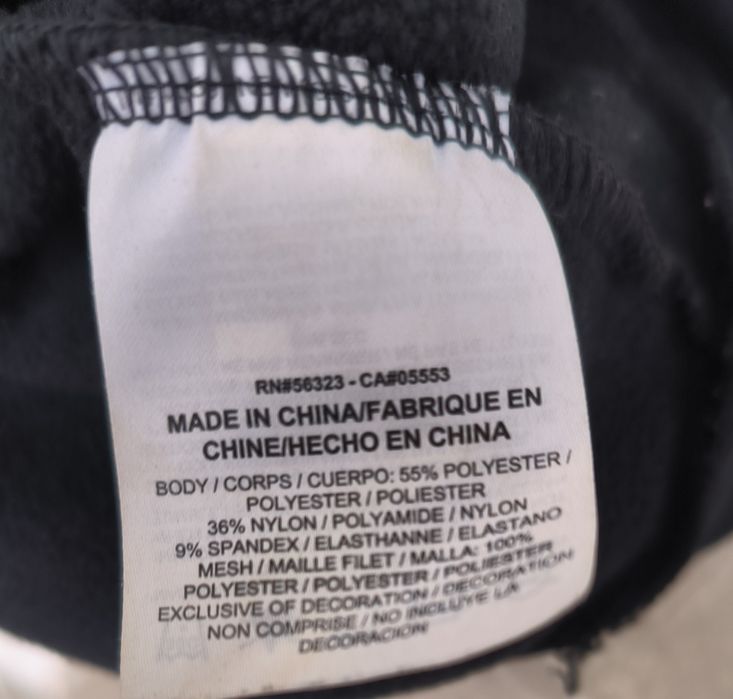 RN#56323 - CA#05553
MADE IN CHINA/FABRIQUE EN
CHINE/HECHO EN CHINA
BODY / CORPS / CUERPO: 55% POLYESTER /
POLYESTER / POLIESTER
36% NYLON / POLYAMIDE / NYLON
9% SPANDEX / ELASTHANNE / ELASTANO
MESH / MAILLE FILET / MALLA: 100%
POLYESTER / POLYESTER / POLIESTER
EXCLUSIVE OF DECORATION / DECORATION
NON COMPRISE / NO INCLUYE LA
DECORACION